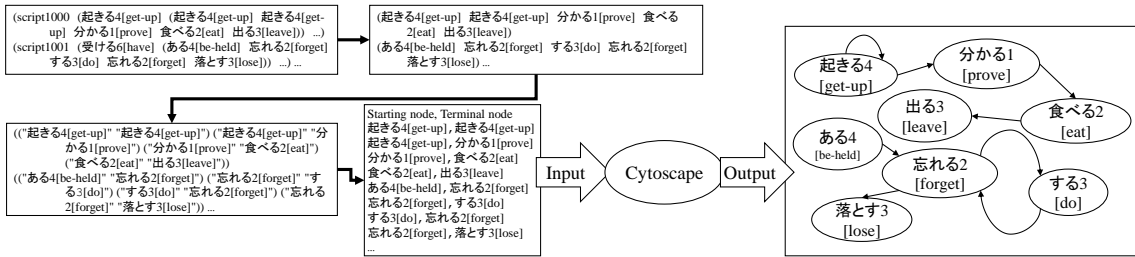 (script1000 (起きる4[get-up] (起きる4[get-up] 起きる4[get-
up] 分かる1[prove] 食べる2[eat] 出る3[leave])) ...)
(script1001 (受ける6[have] (ある4[be-held] 忘れる2[forget]
する3[do] 忘れる2[forget] 落とす3[lose])) ...) ...
(起きる4[get-up] 起きる4[get-up] 分かる1[prove] 食べる
2[eat] 出る3[leave])
(ある4[be-held] 忘れる2[forget] する3[do] 忘れる2[forget]
落とす3[lose]) ...
(("起きる4[get-up]" "起きる4[get-up]") ("起きる4[get-up]" "分
かる1[prove]") ("分かる1[prove]" "食べる2[eat]")
("食べる2[eat]" "出る3[leave]"))
(("ある4[be-held]" "忘れる2[forget]") ("忘れる2[forget]" "す
る3[do]") ("する3[do]" "忘れる2[forget]") ("忘れる
2[forget]" "落とす3[lose]")) ...
Starting node, Terminal node
起きる4[get-up], 起きる4[get-up]
起きる4[get-up], 分かる1[prove]
分かる1[prove], 食べる2[eat]
食べる2[eat], 出る3[leave]
ある4[be-held], 忘れる2[forget]
忘れる2[forget], する3[do]
する3[do], 忘れる2[forget]
忘れる2[forget], 落とす3[lose]
...
Input
Cytoscape
Output
起きる4
[get-up]
分かる1
[prove]
出る3
[leave]
食べる2
[eat]
ある4
[be-held]
忘れる2
[forget]
する3
[do]
落とす3
[lose]